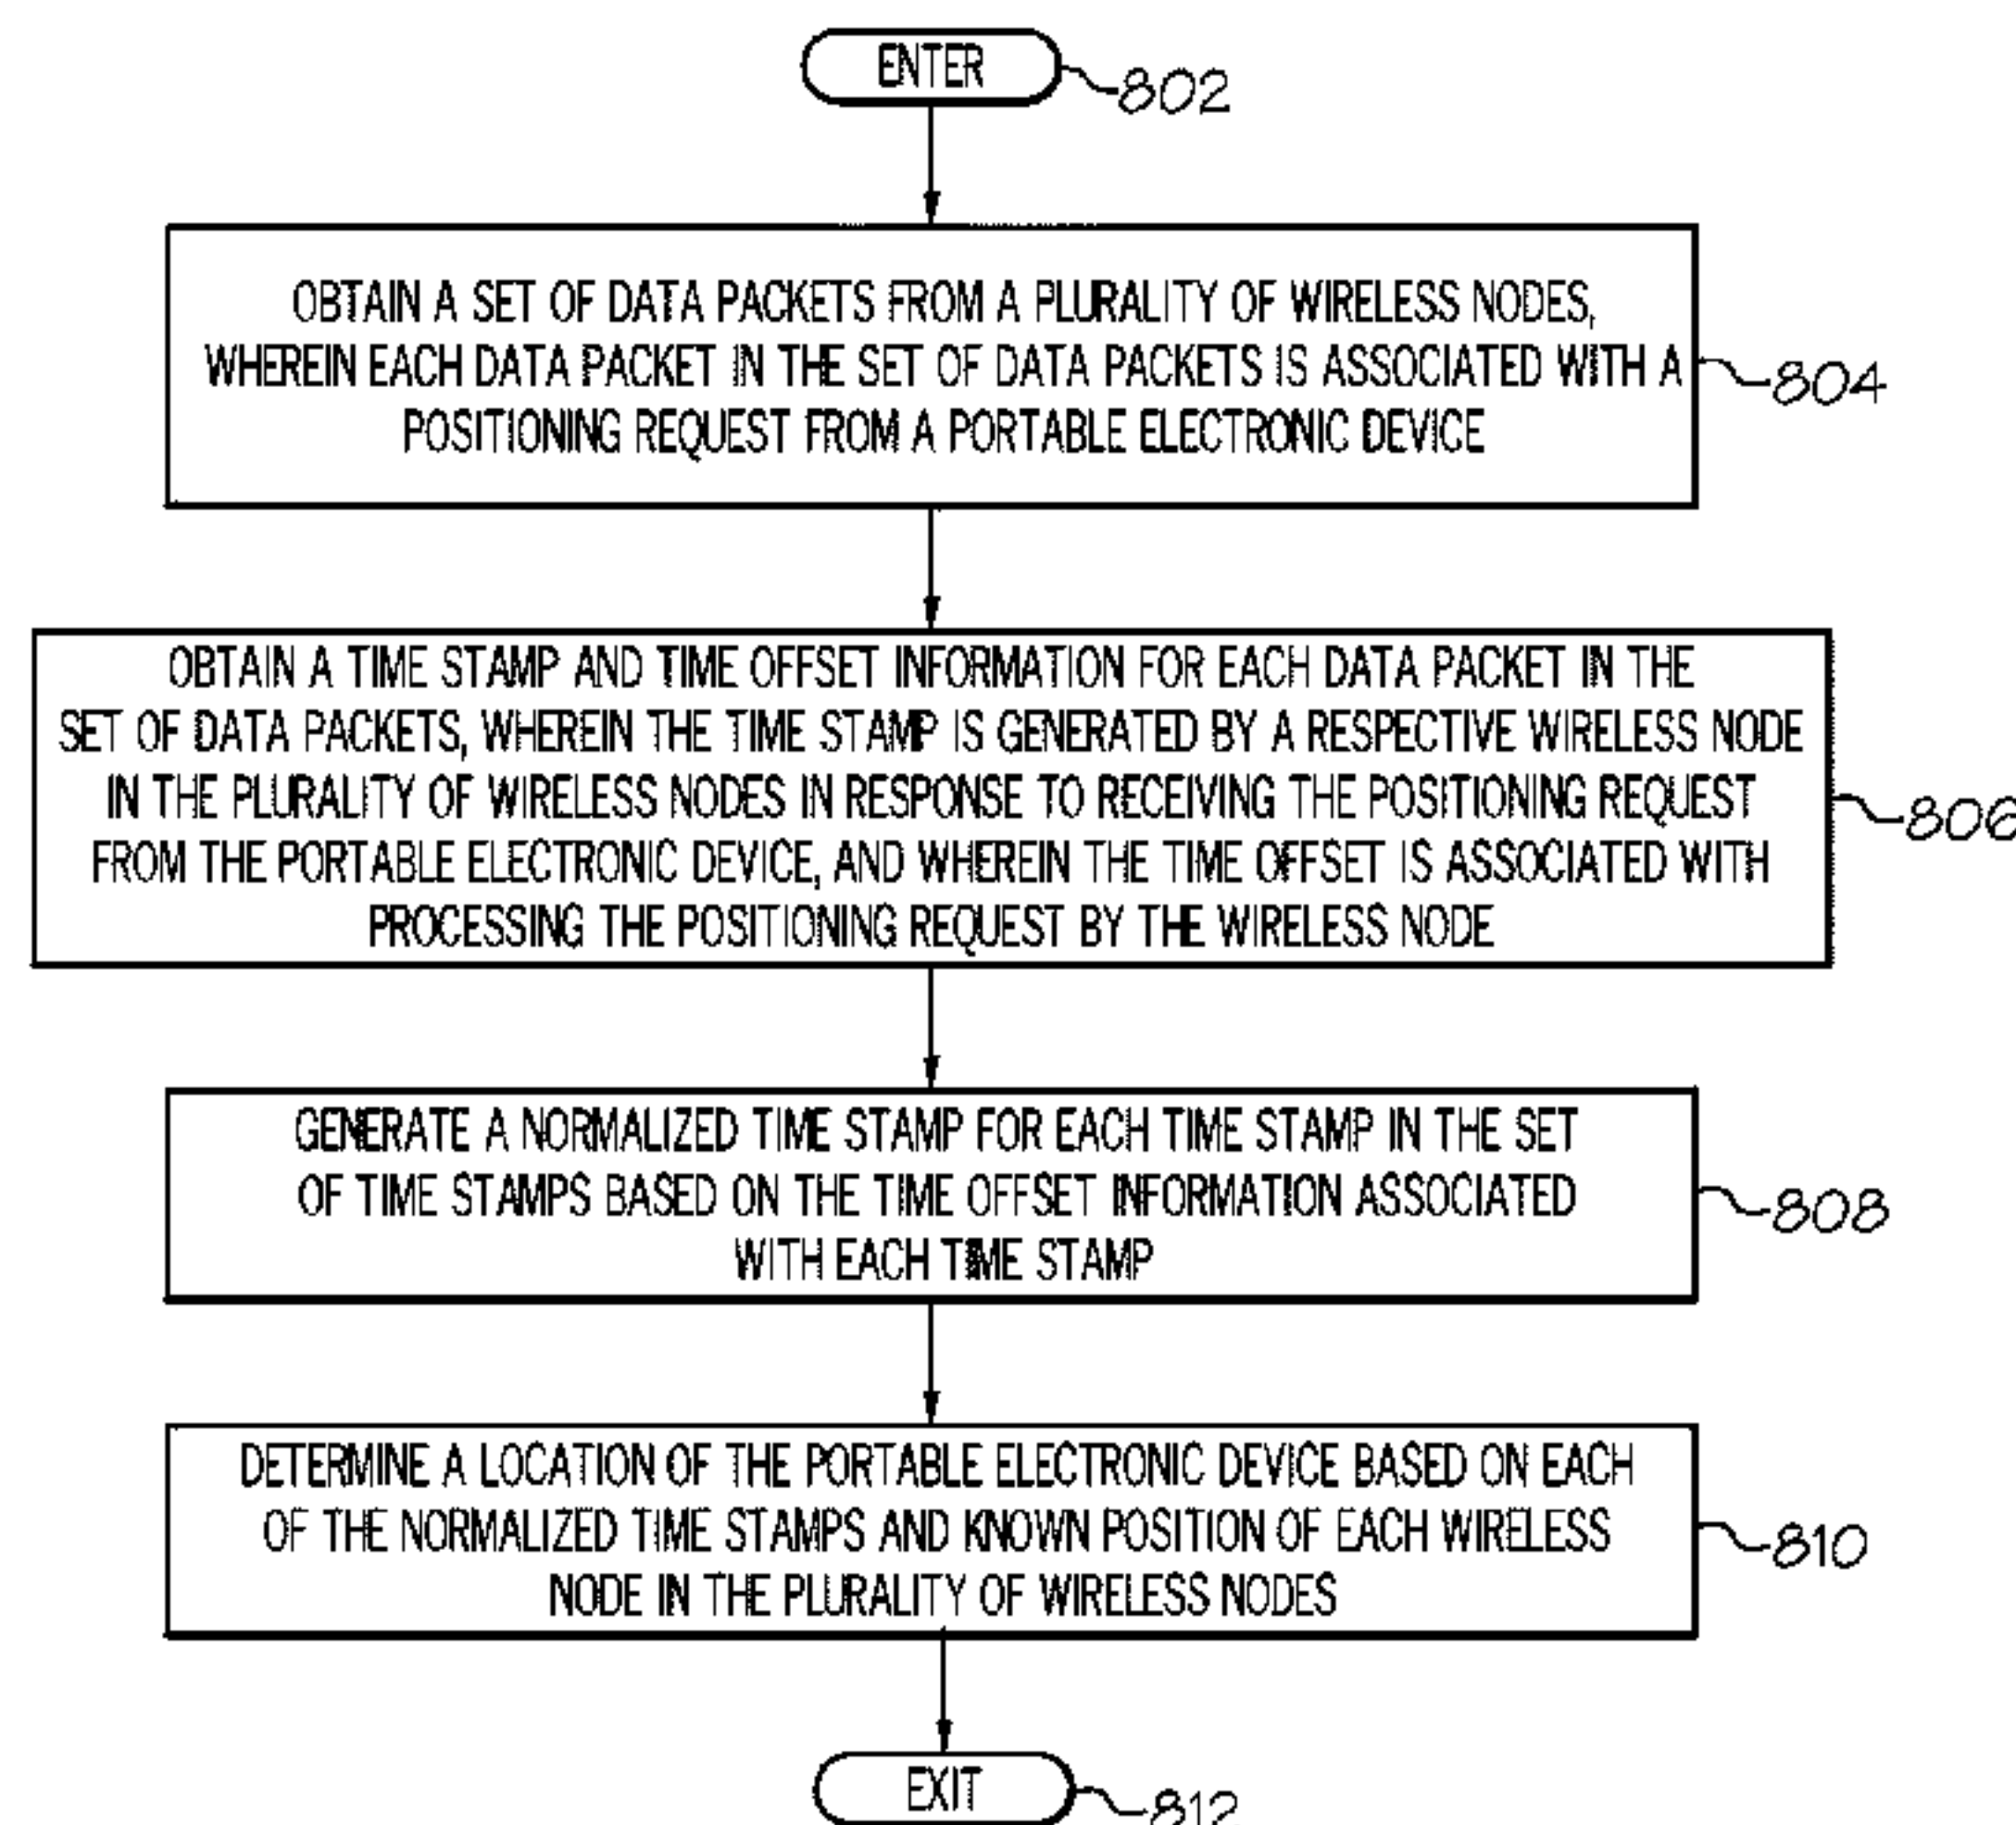 ENTER
802
OBTAIN A SET OF DATA PACKETS FROM A PLURALITY OF WIRELESS NODES,
WHEREIN EACH DATA PACKET IN THE SET OF DATA PACKETS IS ASSOCIATED WITH A
POSITIONING REQUEST FROM A PORTABLE ELECTRONIC DEVICE
804
OBTAIN A TIME STAMP AND TIME OFFSET INFORMATION FOR EACH DATA PACKET IN THE
SET OF DATA PACKETS, WHEREIN THE TIME STAMP IS GENERATED BY A RESPECTIVE WIRELESS NODE
IN THE PLURALITY OF WIRELESS NODES IN RESPONSE TO RECEIVING THE POSITIONING REQUEST
FROM THE PORTABLE ELECTRONIC DEVICE, AND WHEREIN THE TIME OFFSET IS ASSOCIATED WITH
PROCESSING THE POSITIONING REQUEST BY THE WIRELESS NODE
806
GENERATE A NORMALIZED TIME STAMP FOR EACH TIME STAMP IN THE SET
OF TIME STAMPS BASED ON THE TIME OFFSET INFORMATION ASSOCIATED
WITH EACH TIME STAMP
808
DETERMINE A LOCATION OF THE PORTABLE ELECTRONIC DEVICE BASED ON EACH
OF THE NORMALIZED TIME STAMPS AND KNOWN POSITION OF EACH WIRELESS
NODE IN THE PLURALITY OF WIRELESS NODES
810
EXIT
812